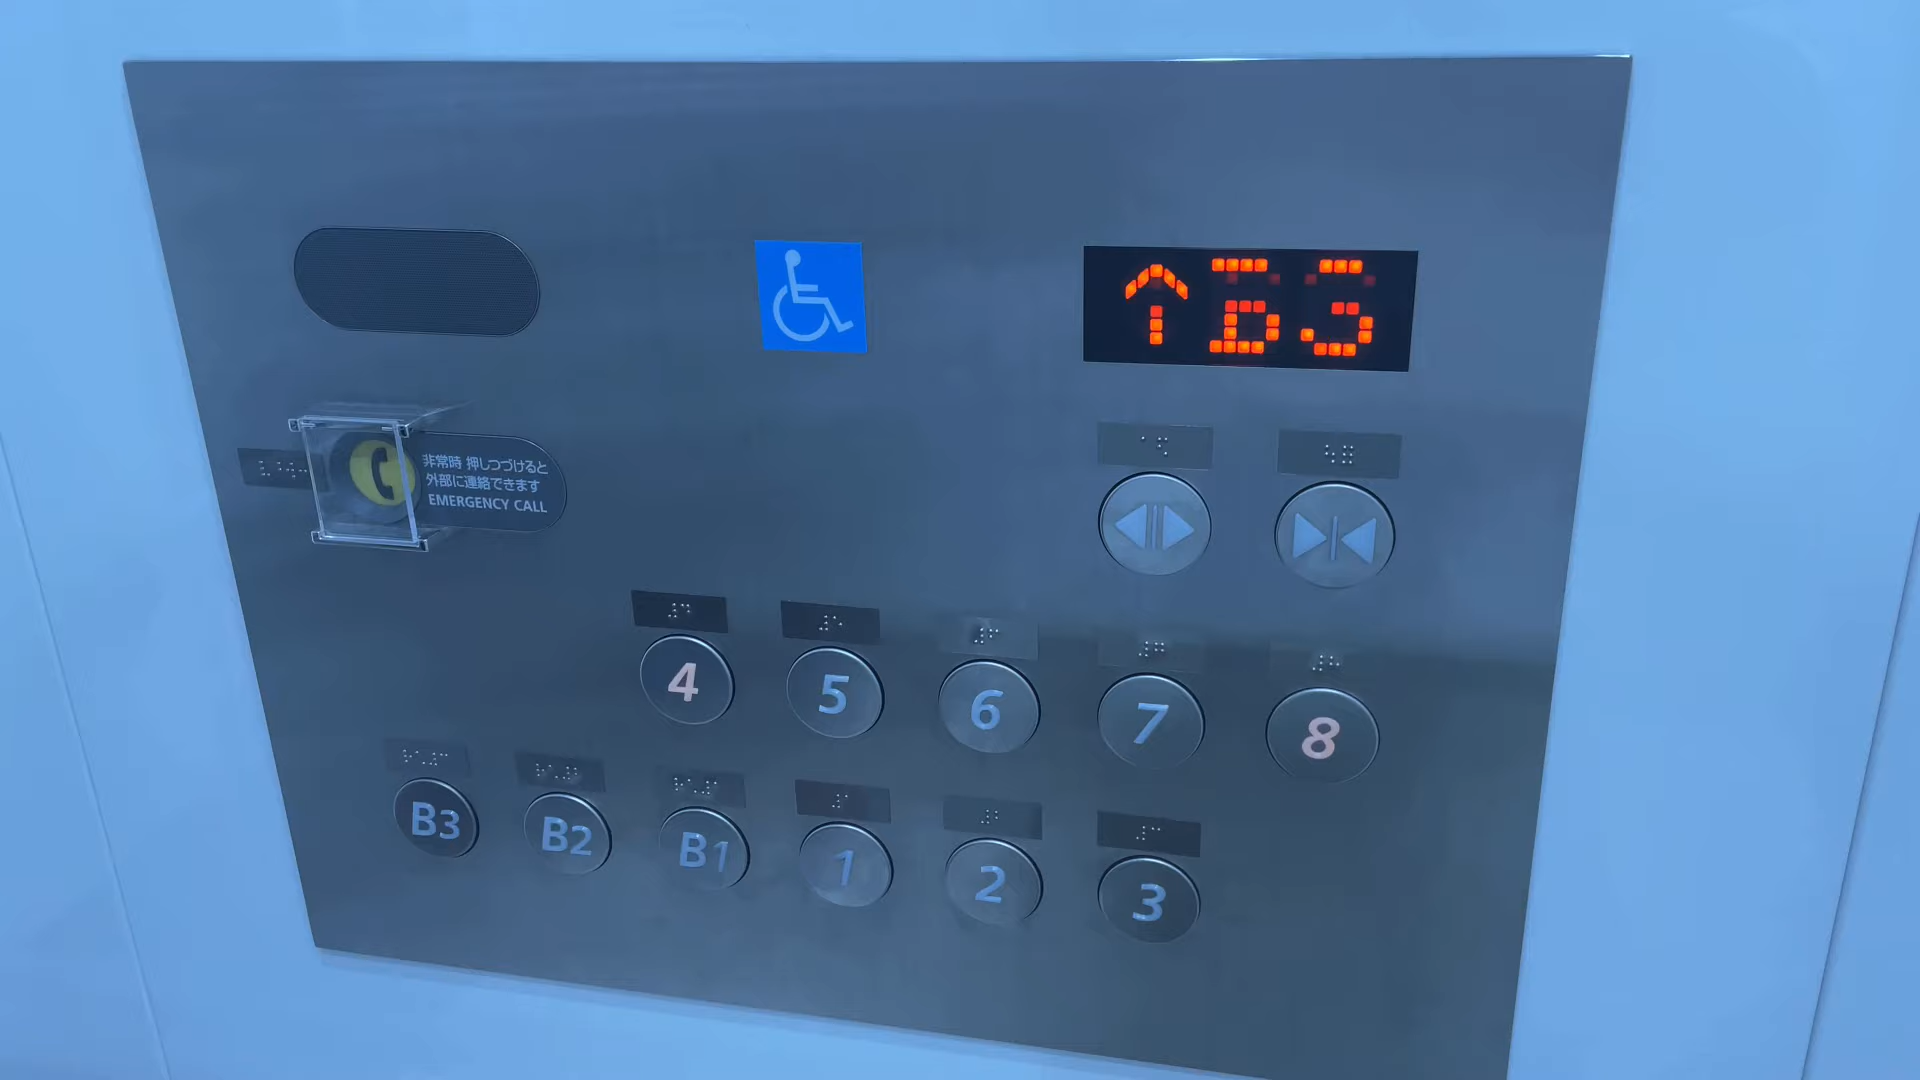 ↑B3
非常時 押しつづけると
外部に連絡できます
EMERGENCY CALL
4 5 6 7 8
B3 B2 B1 1 2 3